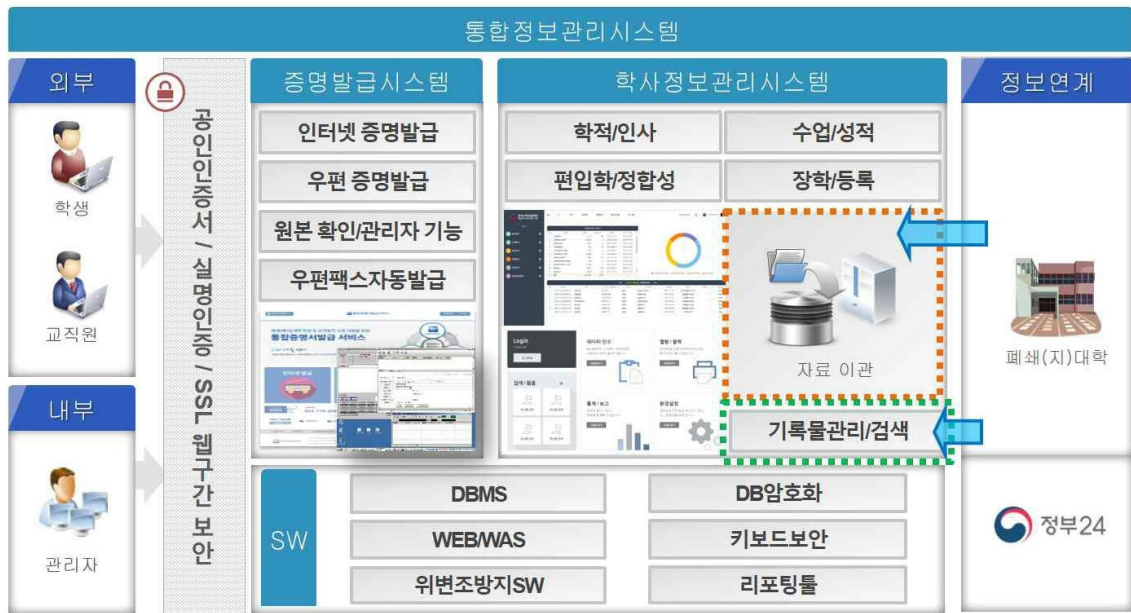 통합정보관리시스템
외부
학생
교직원
내부
관리자
공인인증서 / 실명인증 / SSL 웹구간 보안
증명발급시스템
인터넷 증명발급
우편 증명발급
원본 확인/관리자 기능
우편팩스자동발급
통합증명서발급 서비스
학사정보관리시스템
학적/인사
수업/성적
편입학/정합성
장학/등록
Login
자료 이관
기록물관리/검색
SW
DBMS
DB암호화
WEB/WAS
키보드보안
위변조방지SW
리포팅툴
정보연계
폐쇄(지)대학
정부24